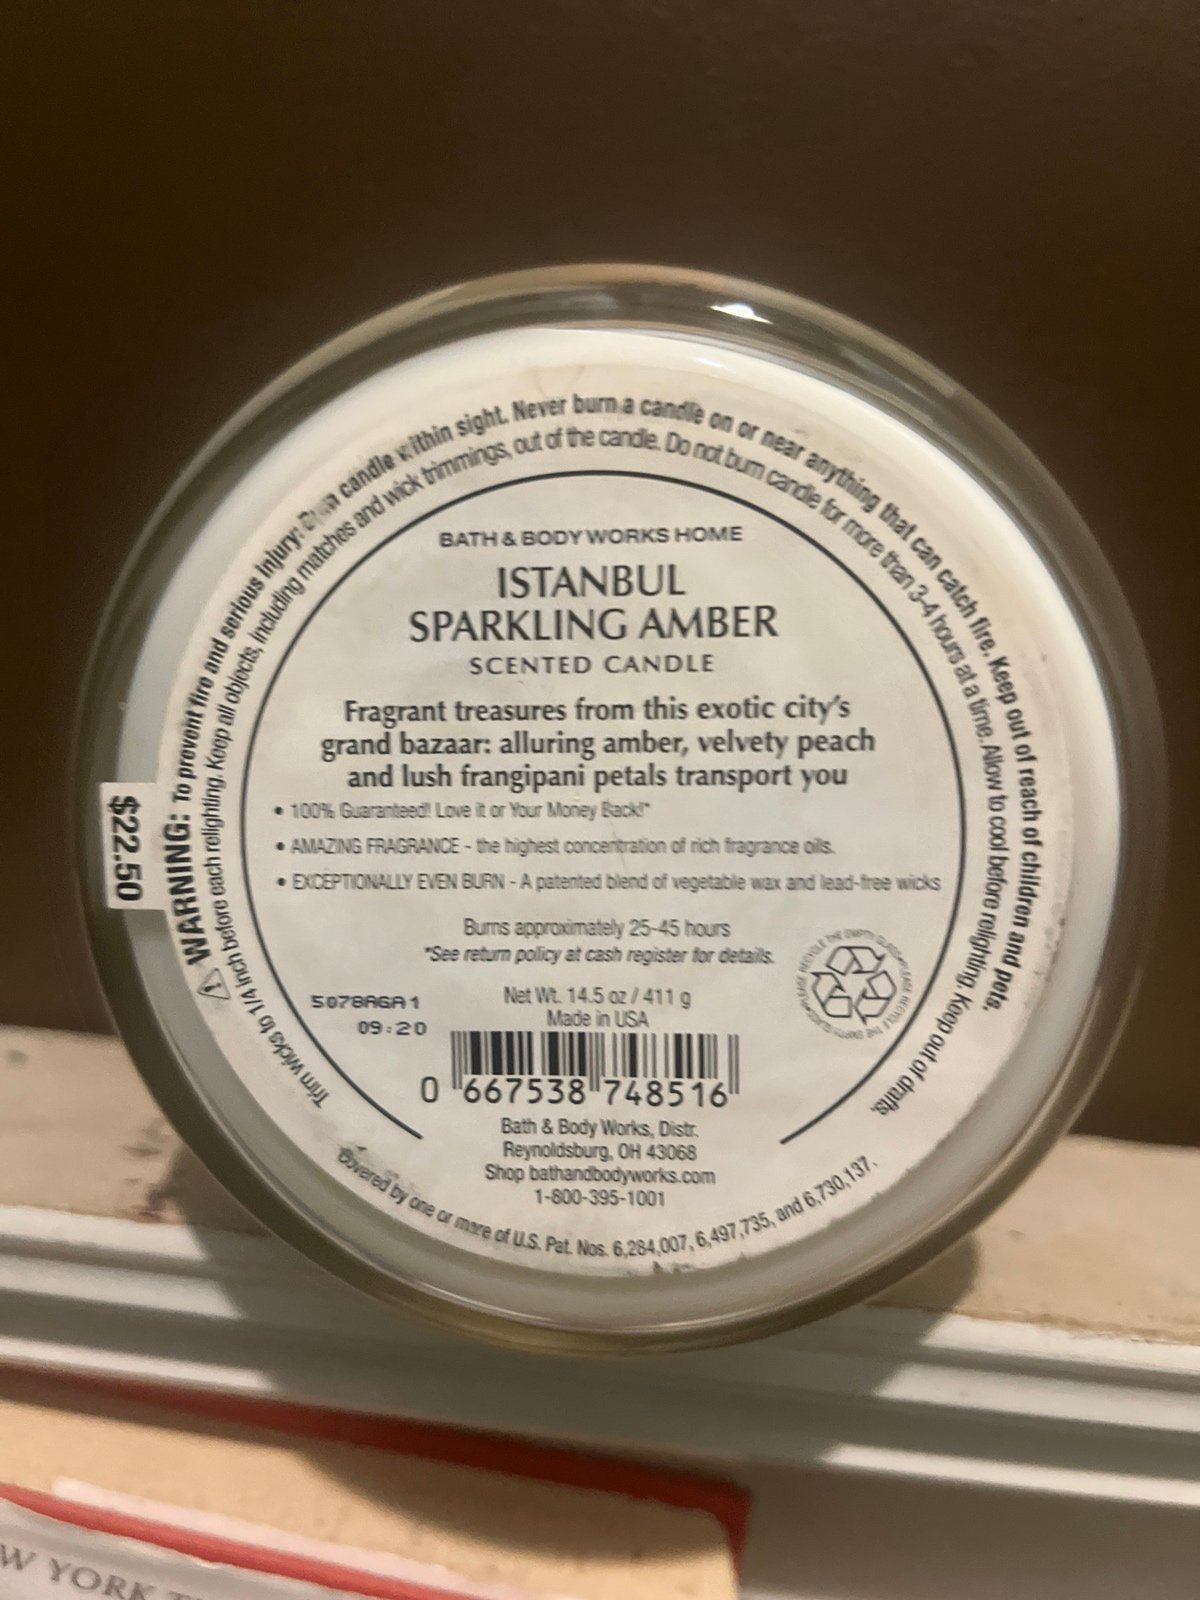 BATH & BODY WORKS HOME
ISTANBUL
SPARKLING AMBER
SCENTED CANDLE
Fragrant treasures from this exotic city's
grand bazaar: alluring amber, velvety peach
and lush frangipani petals transport you
• 100% Guaranteed! Love it or Your Money Back!*
• AMAZING FRAGRANCE - the highest concentration of rich fragrance oils.
• EXCEPTIONALLY EVEN BURN - A patented blend of vegetable wax and lead-free wicks
Burns approximately 25-45 hours
*See return policy at cash register for details.
Net Wt. 14.5 oz / 411 g
Made in USA
5078AGA1
09:20
0 667538 748516
Bath & Body Works, Distr.
Reynoldsburg, OH 43068
Shop bathandbodyworks.com
1-800-395-1001
WARNING: To prevent fire and serious injury: candle within sight. Never burn a candle on or near anything that can catch fire. Keep out of reach of children and pets.
Trim wicks to 1/4 inch before each relighting. Keep all objects, including matches and wick trimmings, out of the candle. Do not burn candle for more than 3-4 hours at a time. Allow to cool before relighting. Keep out of drafts.
Covered by one or more of U.S. Pat. Nos. 6,284,007, 6,497,735, and 6,730,137.
PLEASE RECYCLE THE EMPTY GLASS
$22.50
YORK